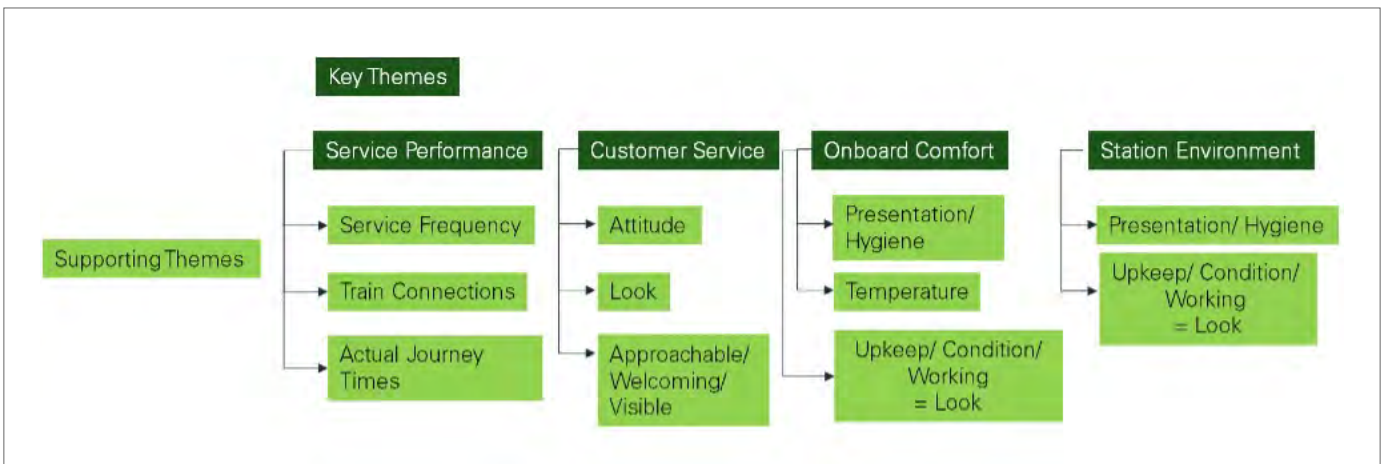 Key Themes
Service Performance
Customer Service
Onboard Comfort
Station Environment
Supporting Themes
Service Frequency
Train Connections
Actual Journey
Times
Attitude
Look
Approachable/
Welcoming/
Visible
Presentation/
Hygiene
Temperature
Upkeep/ Condition/
Working
= Look
Presentation/ Hygiene
Upkeep/ Condition/
Working
= Look